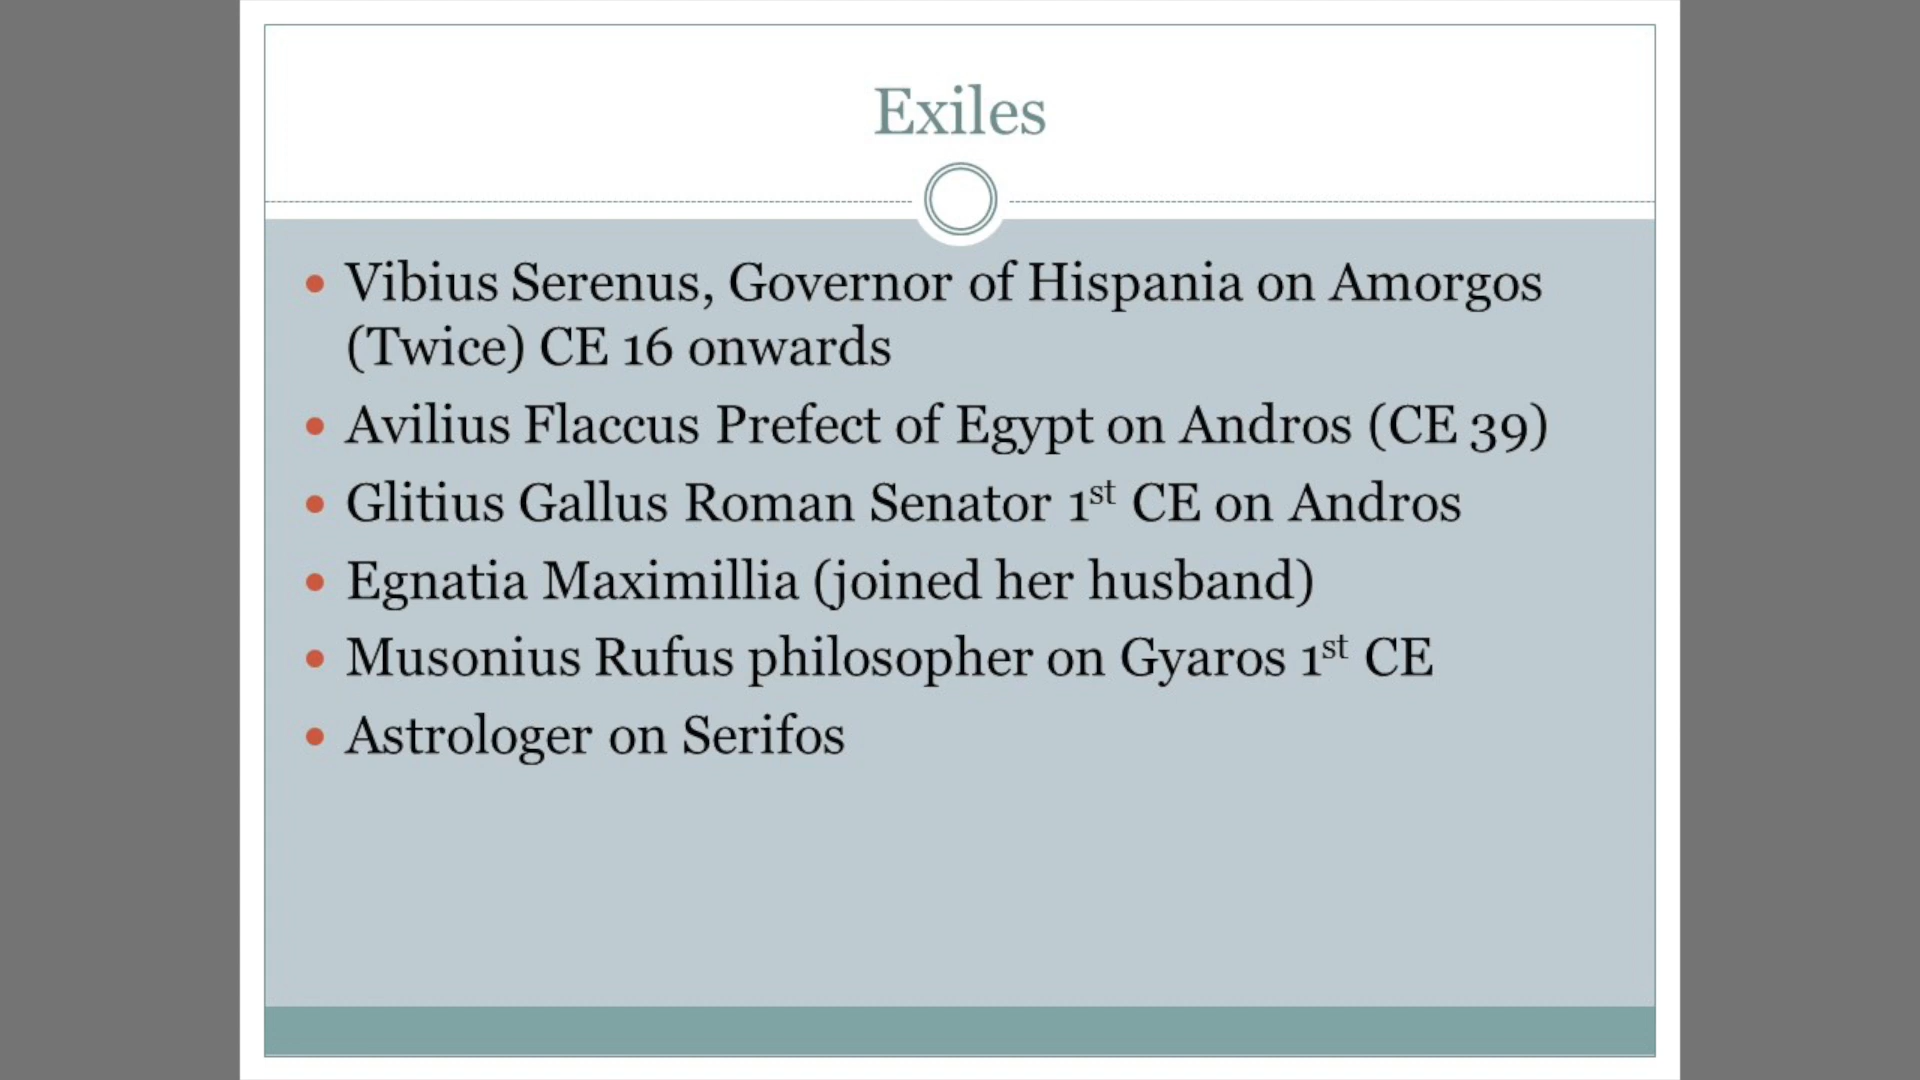 Exiles
Vibius Serenus, Governor of Hispania on Amorgos
(Twice) CE 16 onwards
Avilius Flaccus Prefect of Egypt on Andros (CE 39)
Glitius Gallus Roman Senator 1st CE on Andros
Egnatia Maximillia (joined her husband)
Musonius Rufus philosopher on Gyaros 1st CE
Astrologer on Serifos